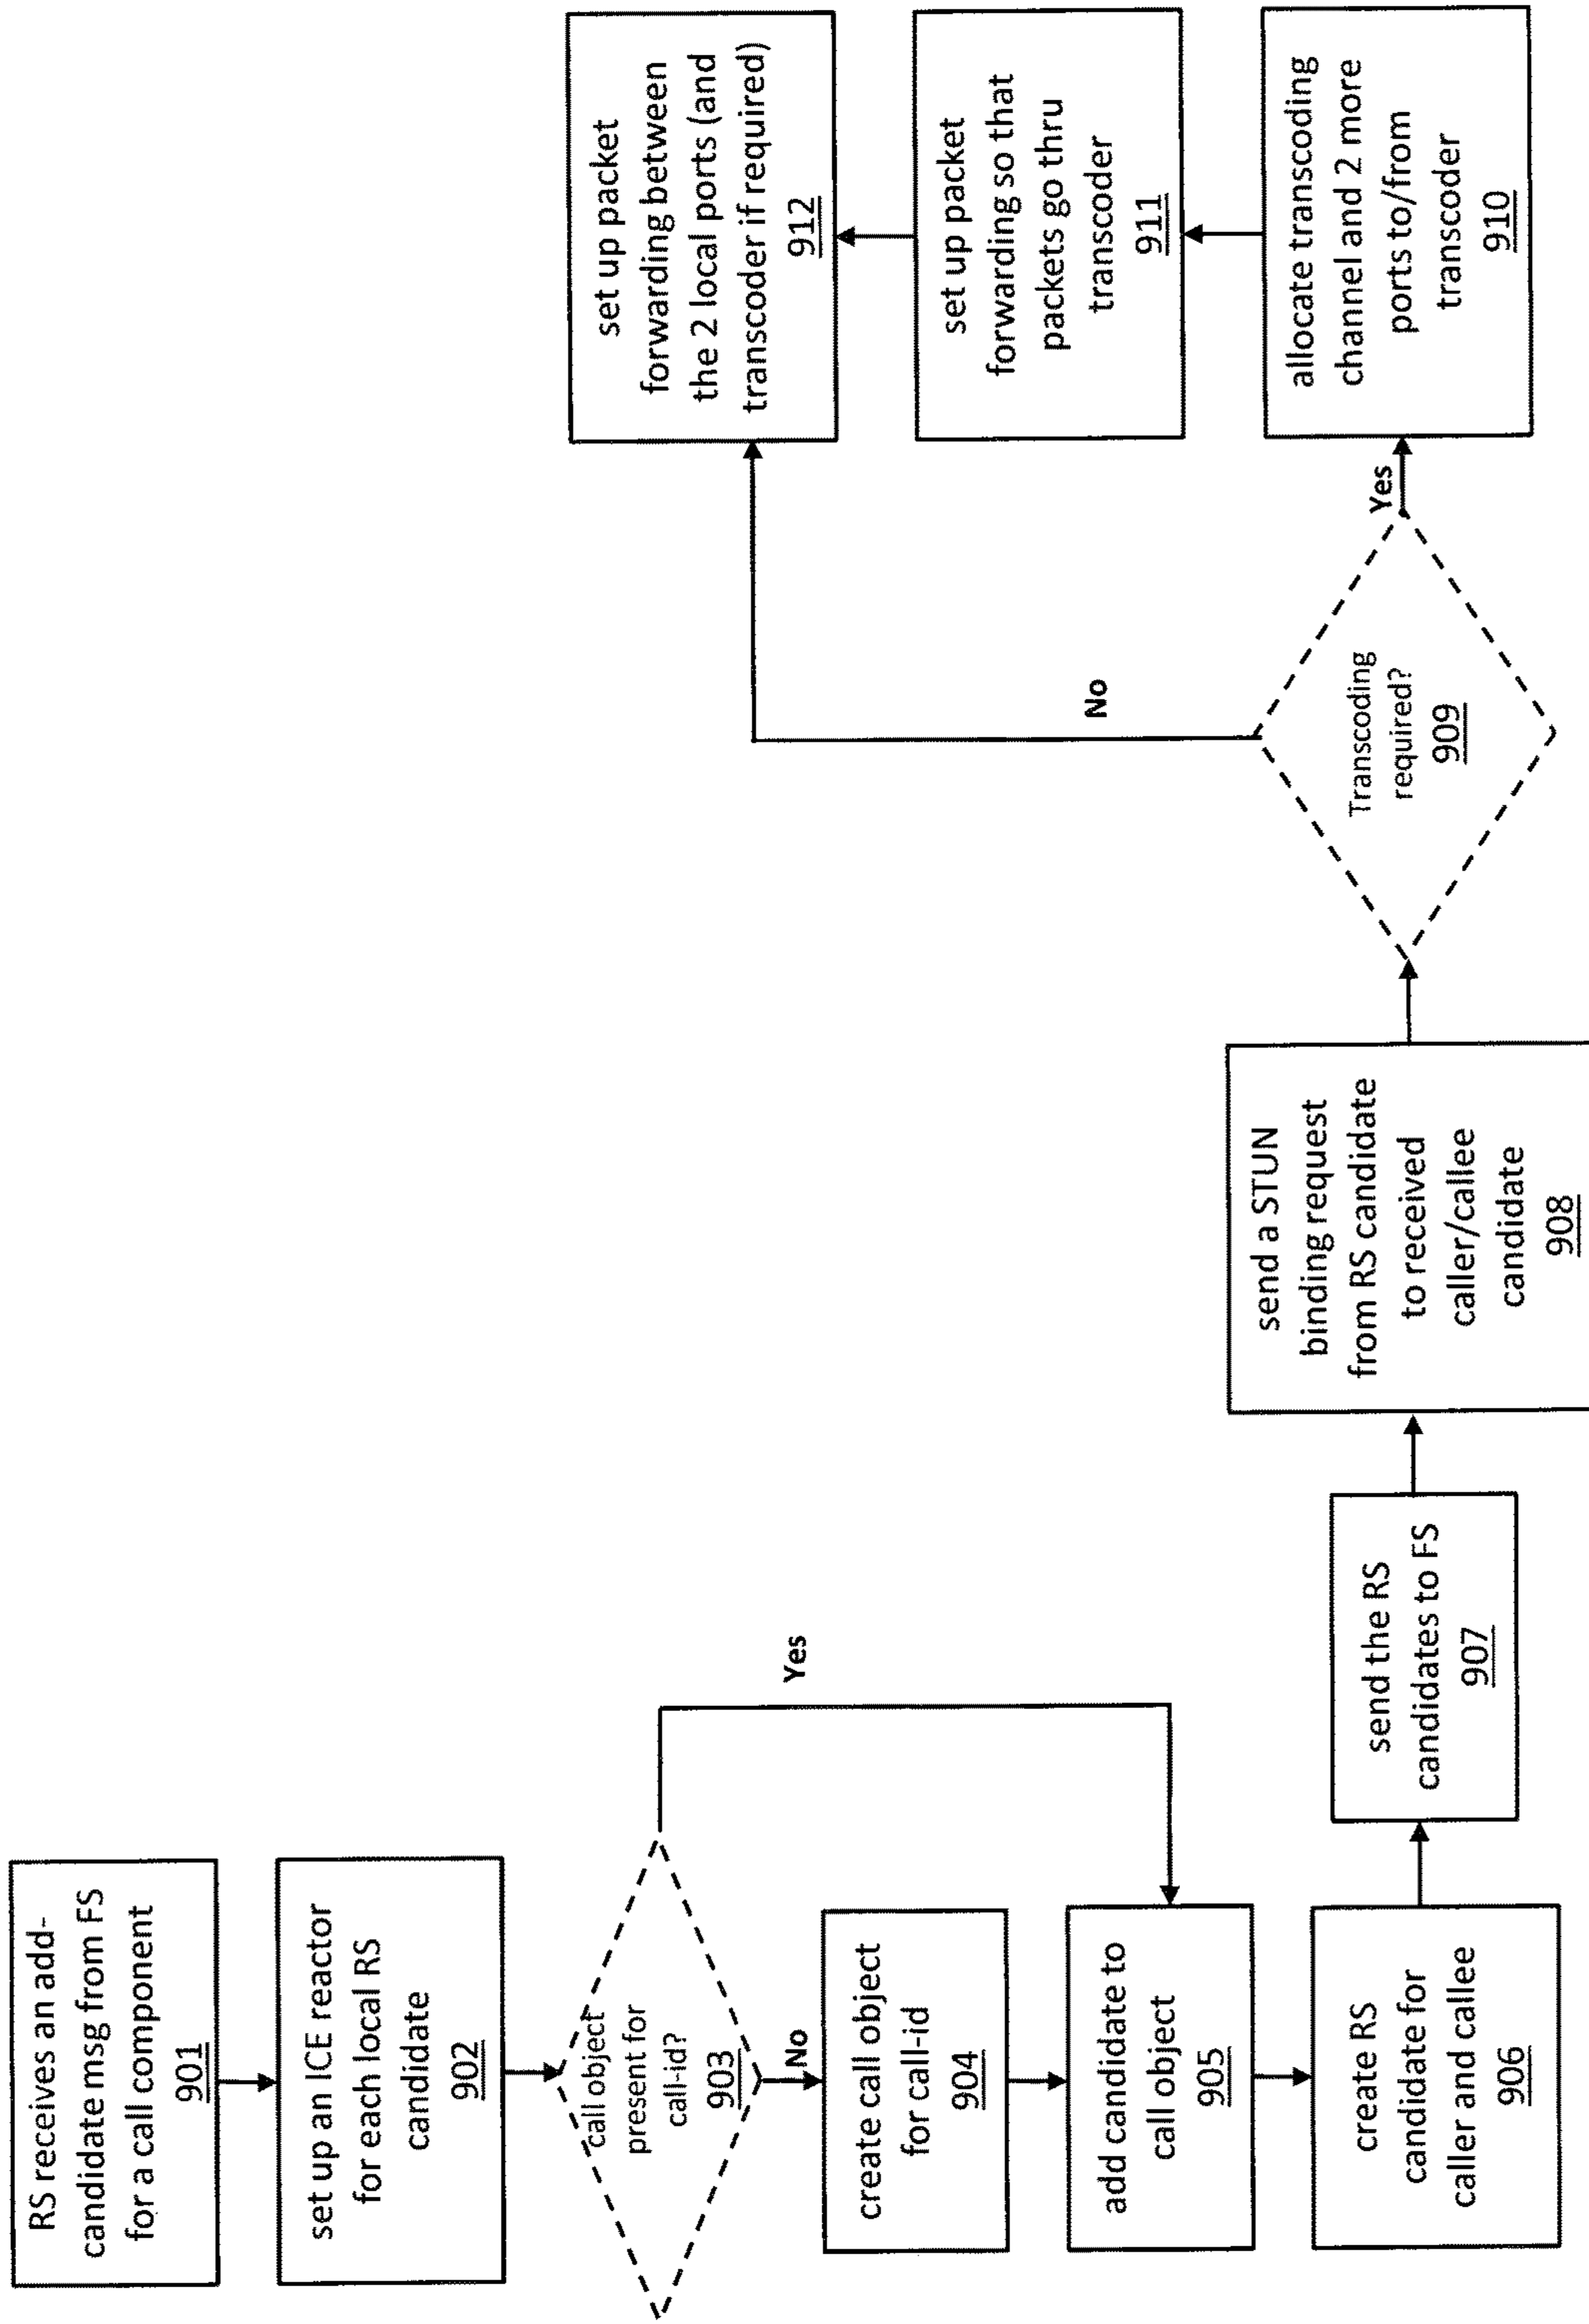 RS receives an add-
candidate msg from FS
for a call component
901
set up an ICE reactor
for each local RS
candidate
902
call object
present for
call-id?
903
No
Yes
create call object
for call-id
904
add candidate to
call object
905
create RS
candidate for
caller and callee
906
send the RS
candidates to FS
907
send a STUN
binding request
from RS candidate
to received
caller/callee
candidate
908
Transcoding
required?
909
No
Yes
allocate transcoding
channel and 2 more
ports to/from
transcoder
910
set up packet
forwarding so that
packets go thru
transcoder
911
set up packet
forwarding between
the 2 local ports (and
transcoder if required)
912